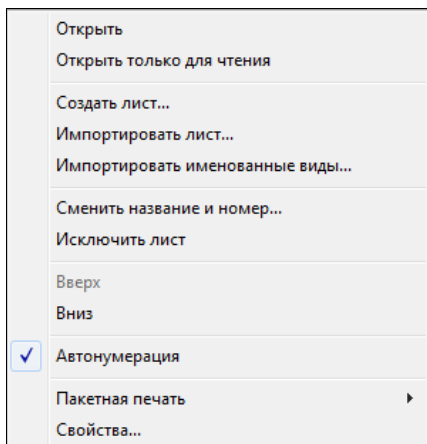 Открыть
Открыть только для чтения
Создать лист...
Импортировать лист...
Импортировать именованные виды...
Сменить название и номер...
Исключить лист
Вверх
Вниз
Автонумерация
Пакетная печать
Свойства...